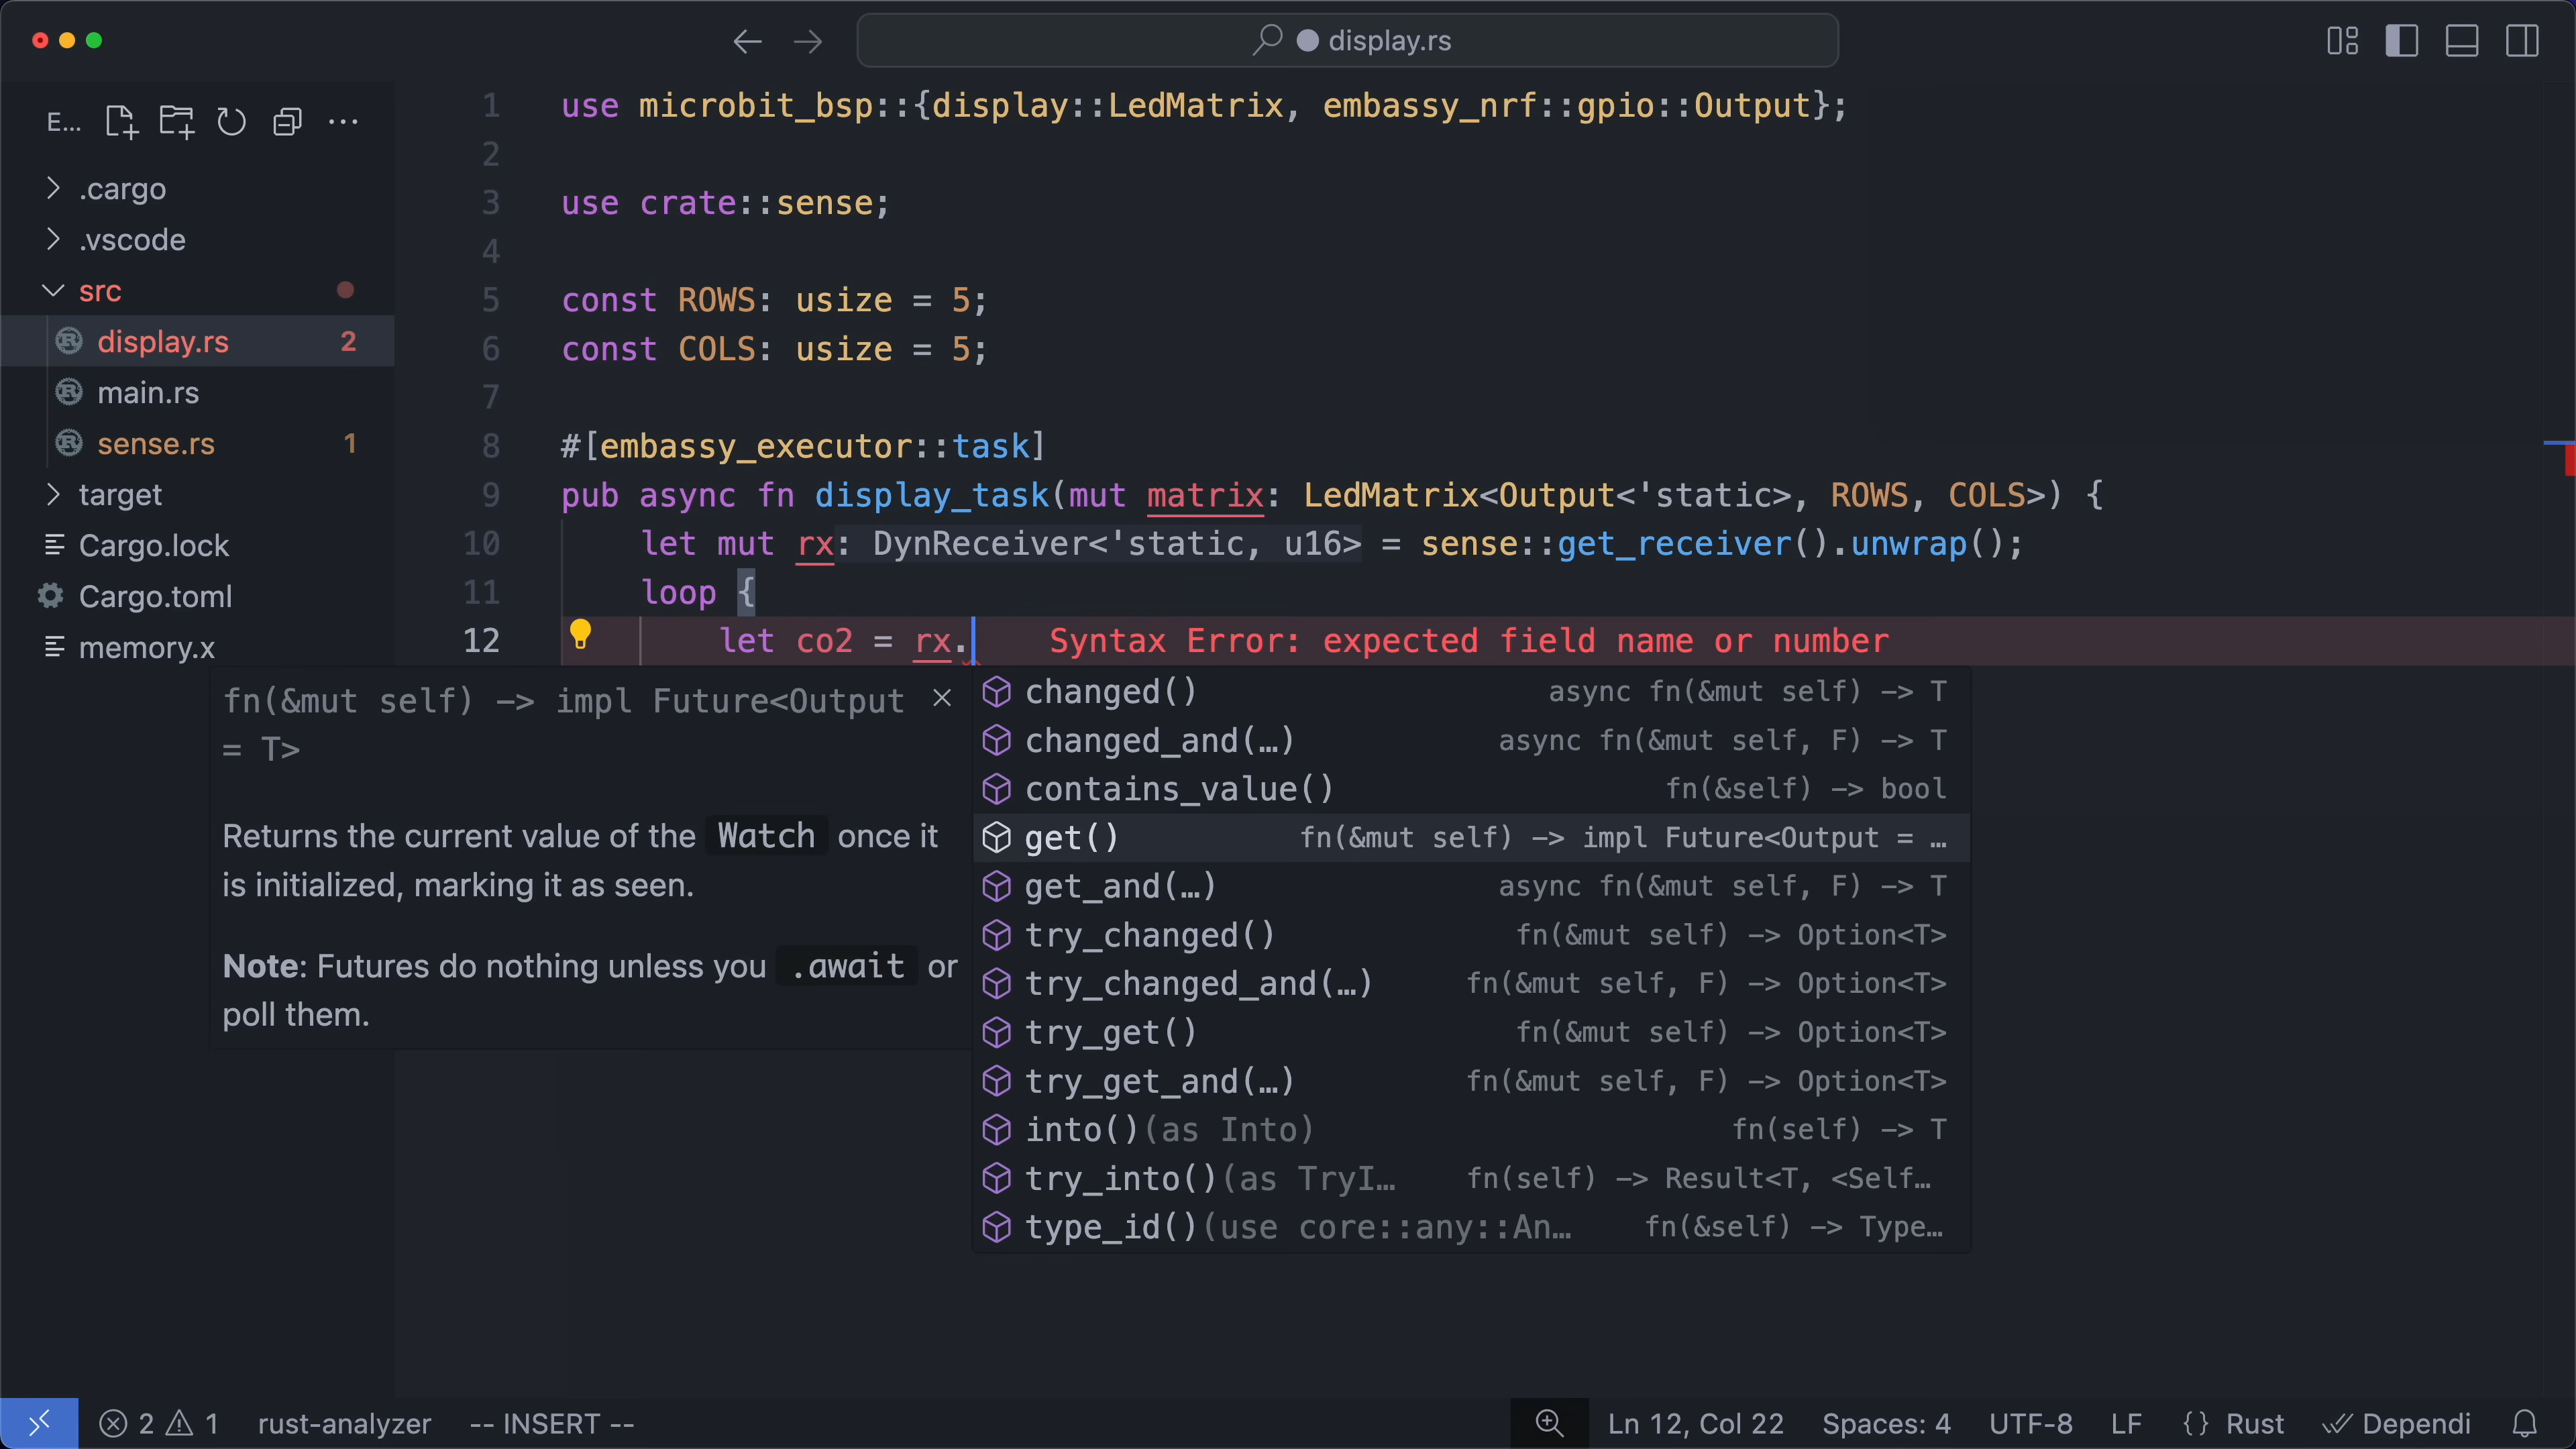 display.rs
E...
.cargo
.vscode
src
display.rs 2
main.rs
sense.rs 1
target
Cargo.lock
Cargo.toml
memory.x
1 use microbit_bsp::{display::LedMatrix, embassy_nrf::gpio::Output};
2
3 use crate::sense;
4
5 const ROWS: usize = 5;
6 const COLS: usize = 5;
7
8 #[embassy_executor::task]
9 pub async fn display_task(mut matrix: LedMatrix<Output<'static>, ROWS, COLS>) {
10 let mut rx: DynReceiver<'static, u16> = sense::get_receiver().unwrap();
11 loop {
12 let co2 = rx. Syntax Error: expected field name or number
fn(&mut self) -> impl Future<Output
= T>
Returns the current value of the Watch once it
is initialized, marking it as seen.
Note: Futures do nothing unless you .await or
poll them.
changed() async fn(&mut self) -> T
changed_and(…) async fn(&mut self, F) -> T
contains_value() fn(&self) -> bool
get() fn(&mut self) -> impl Future<Output = …
get_and(…) async fn(&mut self, F) -> T
try_changed() fn(&mut self) -> Option<T>
try_changed_and(…) fn(&mut self, F) -> Option<T>
try_get() fn(&mut self) -> Option<T>
try_get_and(…) fn(&mut self, F) -> Option<T>
into()(as Into) fn(self) -> T
try_into()(as TryI… fn(self) -> Result<T, <Self…
type_id()(use core::any::An… fn(&self) -> Type…
2 1 rust-analyzer -- INSERT -- Ln 12, Col 22 Spaces: 4 UTF-8 LF {} Rust Dependi